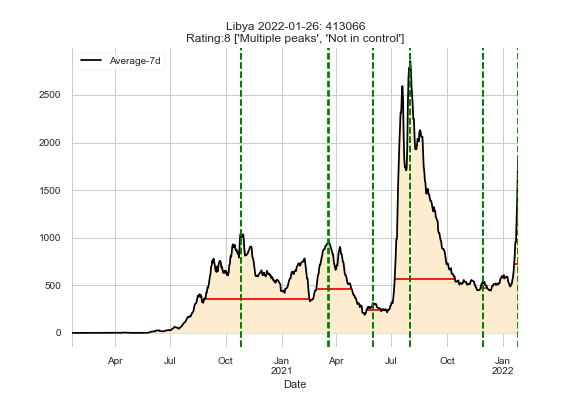 Libya 2022-01-26: 413066
Rating:8 ['Multiple peaks', 'Not in control']
Average-7d
2500
2000
1500
1000
500
0
Apr Jul Oct Jan Apr Jul Oct Jan
2021 2022
Date